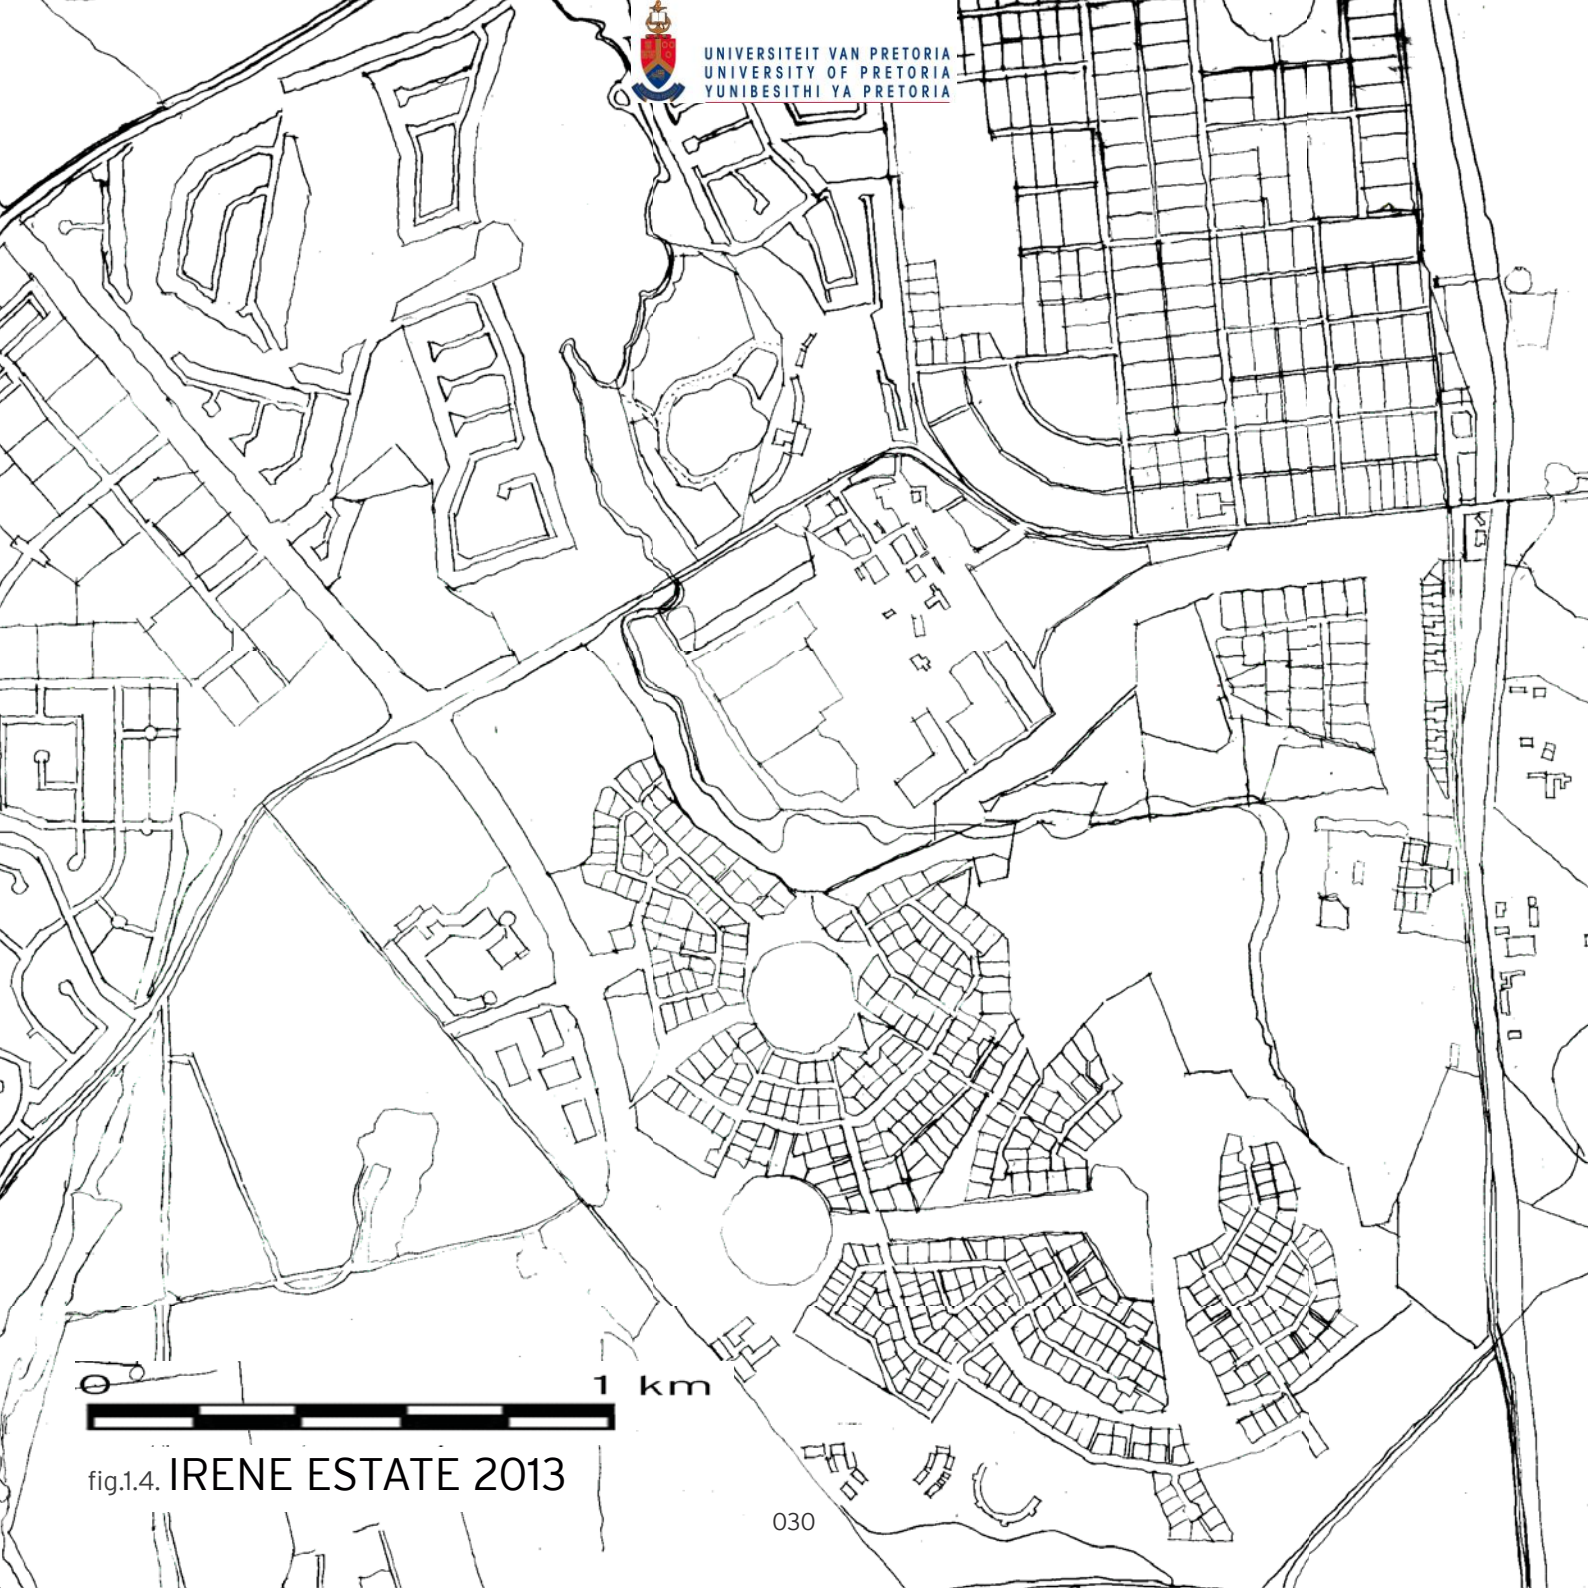 UNIVERSITEIT VAN PRETORIA
UNIVERSITY OF PRETORIA
YUNIBESITHI YA PRETORIA
0 1 km
fig.1.4. IRENE ESTATE 2013
030